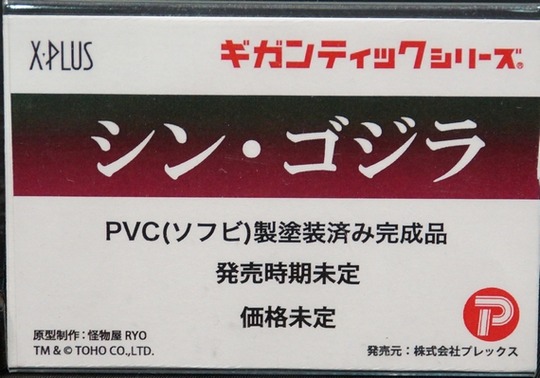 X-PLUS
ギガンティックシリーズ®
シン・ゴジラ
PVC(ソフビ)製塗装済み完成品
発売時期未定
価格未定
原型制作：怪物屋 RYO
TM & © TOHO CO.,LTD.
P
発売元：株式会社プレックス